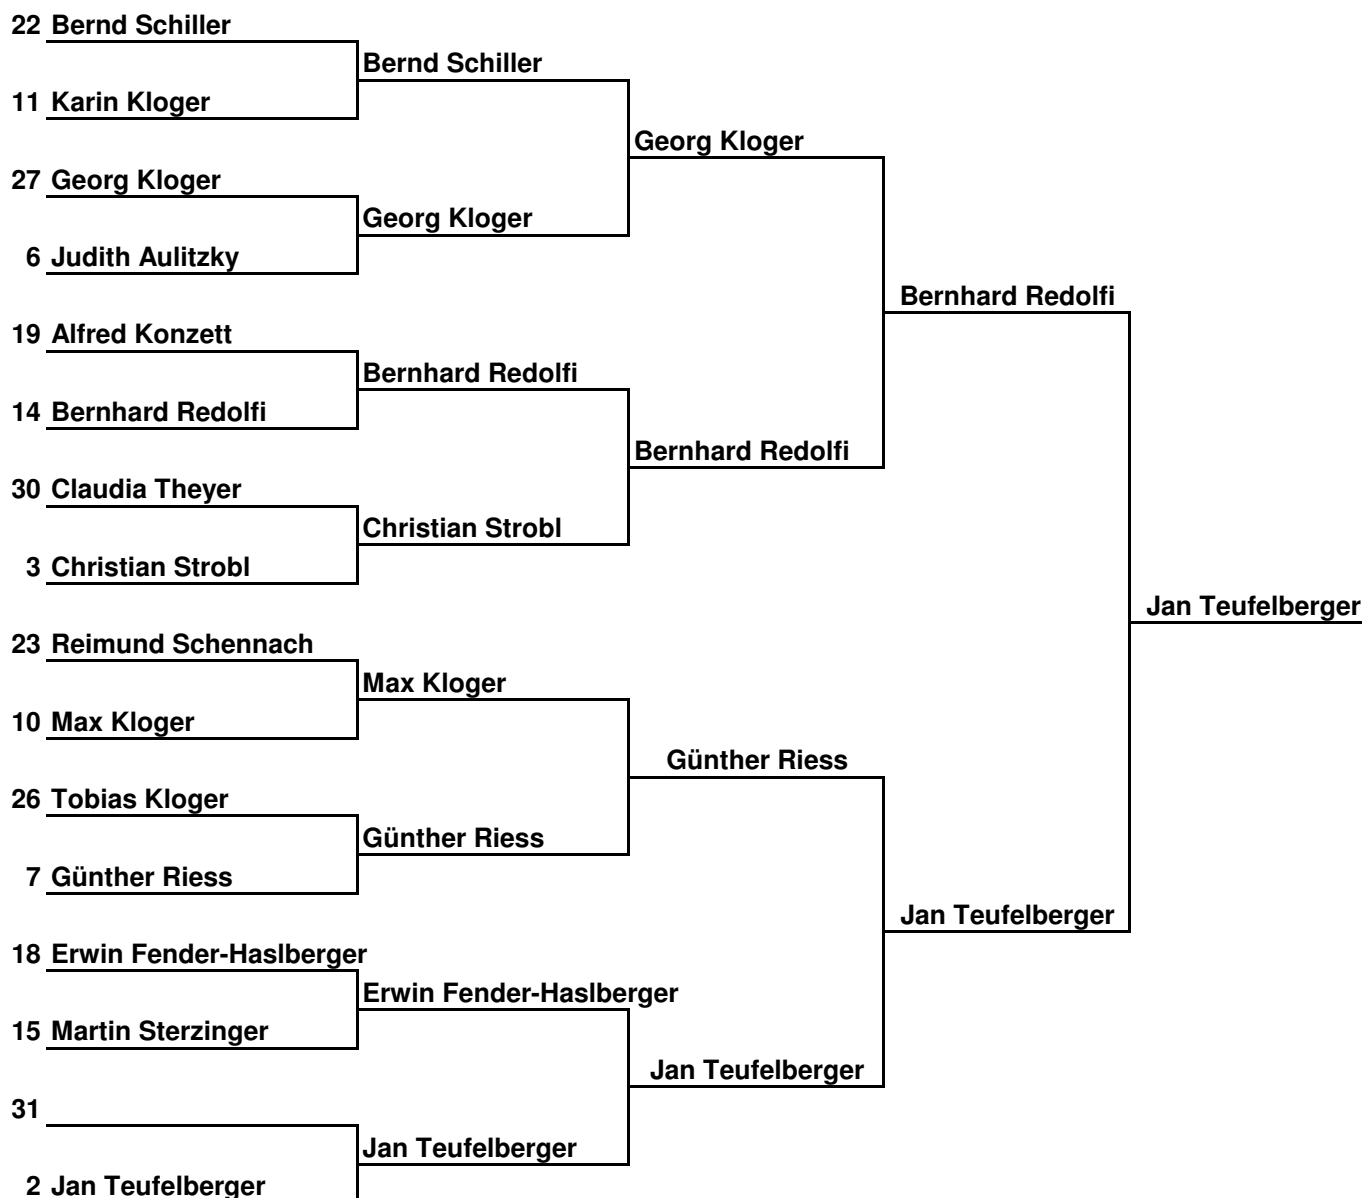 22 Bernd Schiller
Bernd Schiller
11 Karin Kloger
Georg Kloger
27 Georg Kloger
Georg Kloger
6 Judith Aulitzky
Bernhard Redolfi
19 Alfred Konzett
Bernhard Redolfi
14 Bernhard Redolfi
Bernhard Redolfi
30 Claudia Theyer
Christian Strobl
3 Christian Strobl
Jan Teufelberger
23 Reimund Schennach
Max Kloger
10 Max Kloger
Günther Riess
26 Tobias Kloger
Günther Riess
7 Günther Riess
Jan Teufelberger
18 Erwin Fender-Haslberger
Erwin Fender-Haslberger
15 Martin Sterzinger
Jan Teufelberger
31
Jan Teufelberger
2 Jan Teufelberger